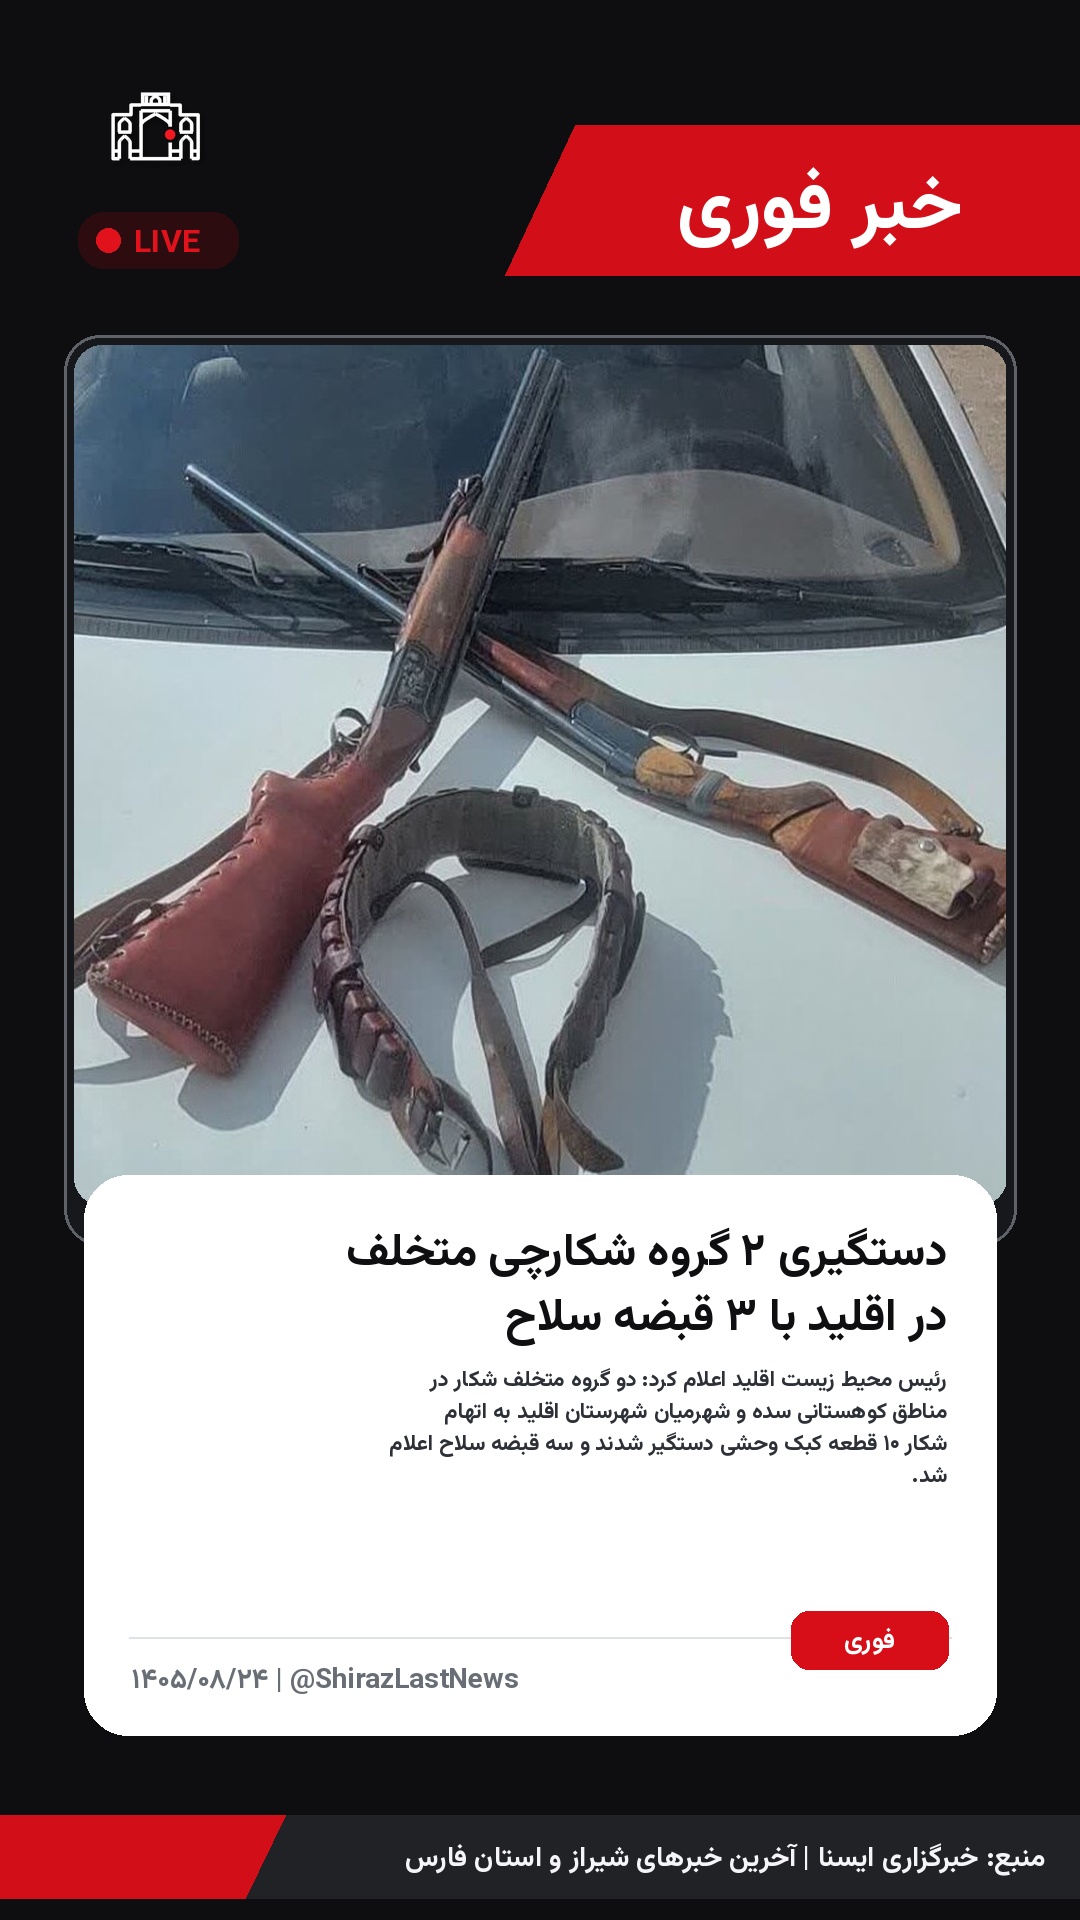 خبر فوری
LIVE
دستگیری ۲ گروه شکارچی متخلف
در اقلید با ۳ قبضه سلاح
رئیس محیط زیست اقلید اعلام کرد: دو گروه متخلف شکار در
مناطق کوهستانی سده و شهرمیان شهرستان اقلید به اتهام
شکار ۱۰ قطعه کبک وحشی دستگیر شدند و سه قبضه سلاح اعلام
شد.
فوری
۱۴۰۵/۰۸/۲۴ | @ShirazLastNews
منبع: خبرگزاری ایسنا | آخرین خبرهای شیراز و استان فارس